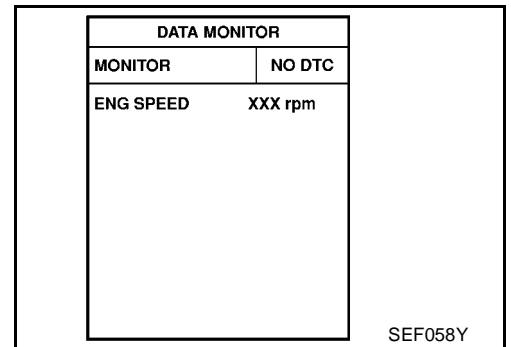 DATA MONITOR
MONITOR NO DTC
ENG SPEED XXX rpm
SEF058Y